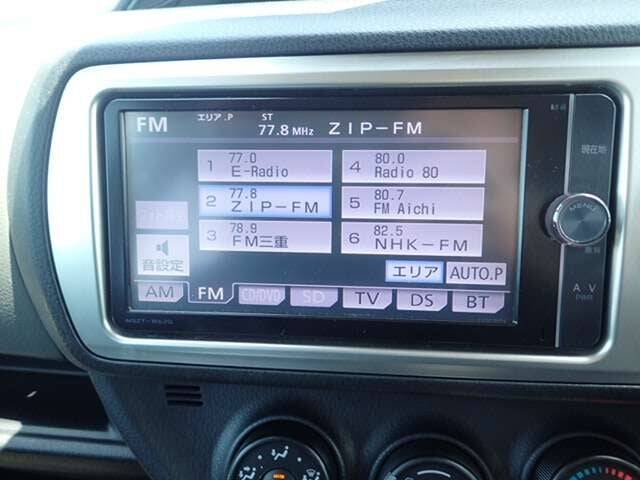 FM エリア.P ST 77.8 MHz ZIP-FM
現在地
1 77.0 E-Radio
4 80.0 Radio 80
2 77.8 ZIP-FM
5 80.7 FM Aichi
3 78.9 FM三重
6 82.5 NHK-FM
MENU
音設定
エリア AUTO.P
AM FM CD/DVD SD TV DS BT
AV
PWR